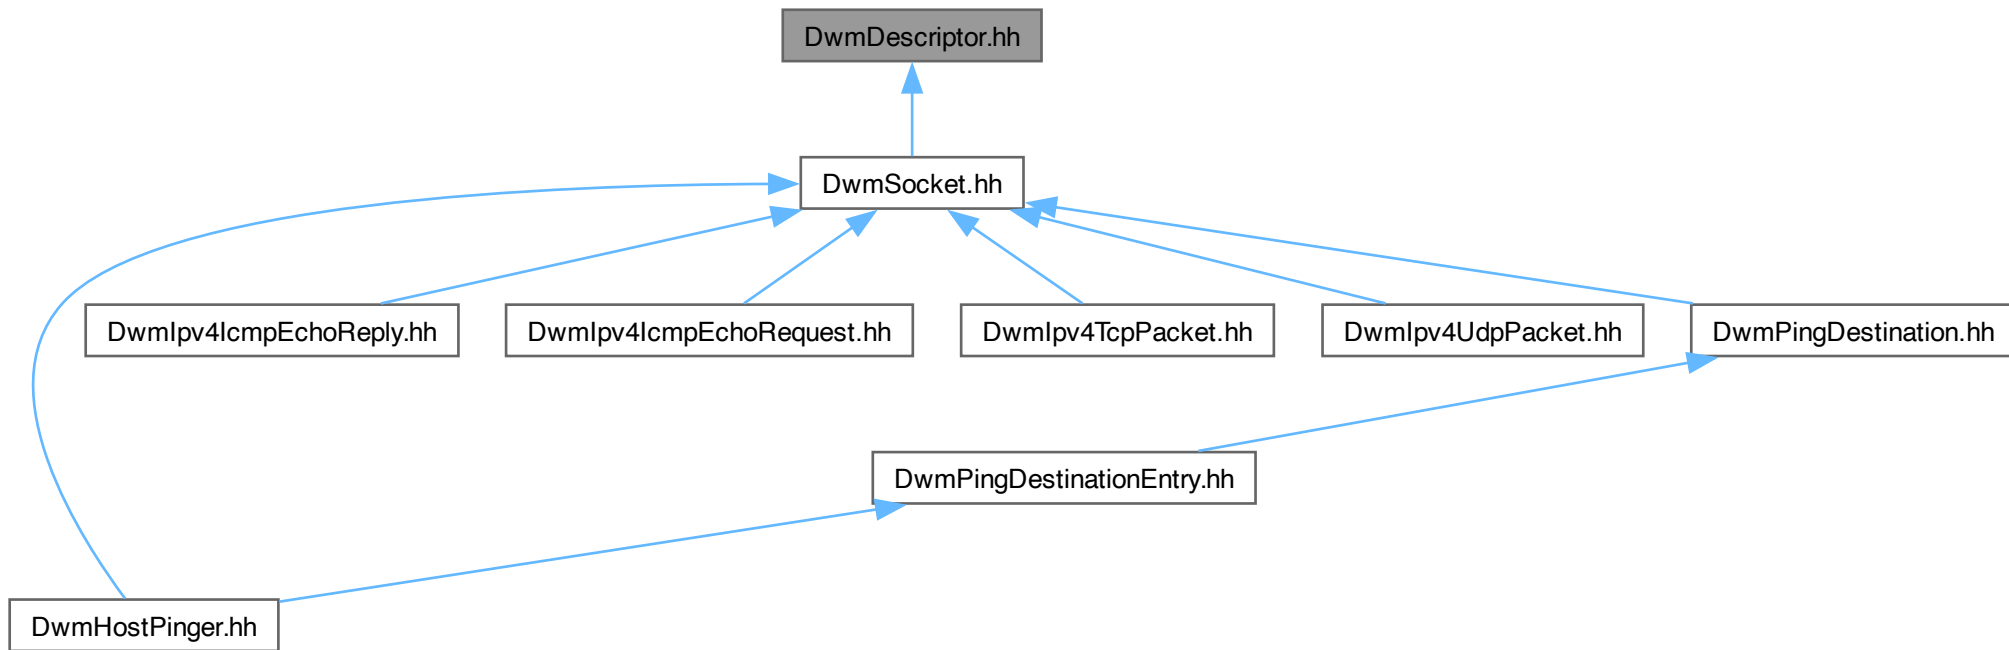 DwmDescriptor.hh
DwmSocket.hh
DwmIpv4IcmpEchoReply.hh
DwmIpv4IcmpEchoRequest.hh
DwmIpv4TcpPacket.hh
DwmIpv4UdpPacket.hh
DwmPingDestination.hh
DwmPingDestinationEntry.hh
DwmHostPinger.hh